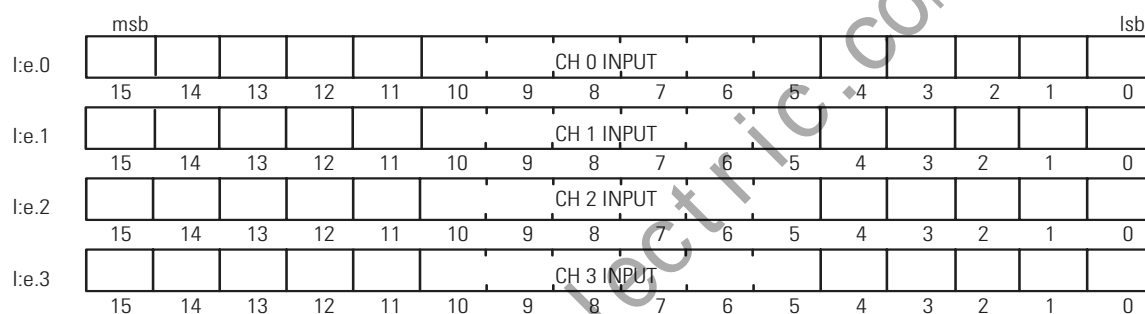 msb lsb
I:e.0 CH 0 INPUT
15 14 13 12 11 10 9 8 7 6 5 4 3 2 1 0
I:e.1 CH 1 INPUT
15 14 13 12 11 10 9 8 7 6 5 4 3 2 1 0
I:e.2 CH 2 INPUT
15 14 13 12 11 10 9 8 7 6 5 4 3 2 1 0
I:e.3 CH 3 INPUT
15 14 13 12 11 10 9 8 7 6 5 4 3 2 1 0
lectric.com